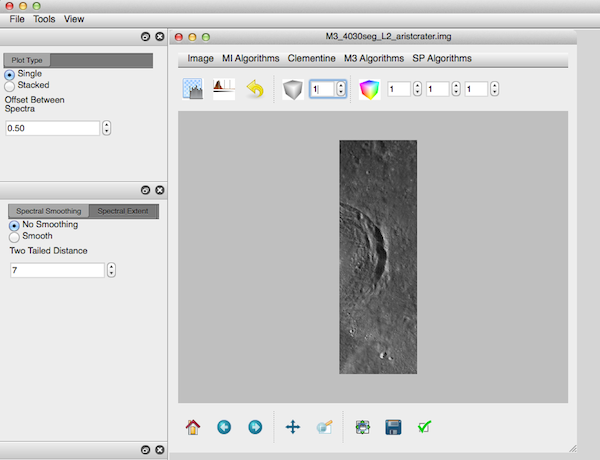 File Tools View
M3_4030seg_L2_aristcrater.img
Plot Type
Single
Stacked
Offset Between
Spectra
0.50
Image MI Algorithms Clementine M3 Algorithms SP Algorithms
1 1 1 1
Spectral Smoothing Spectral Extent
No Smoothing
Smooth
Two Tailed Distance
7